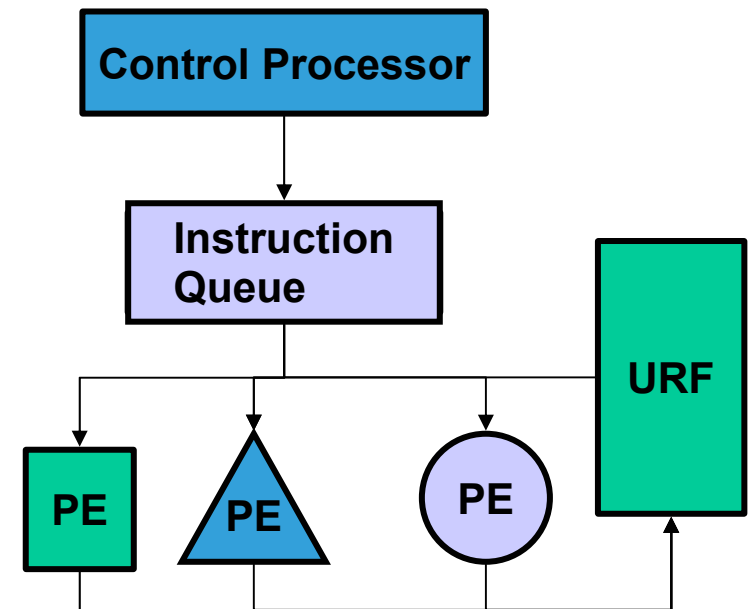 Control Processor
Instruction
Queue
URF
PE
PE
PE